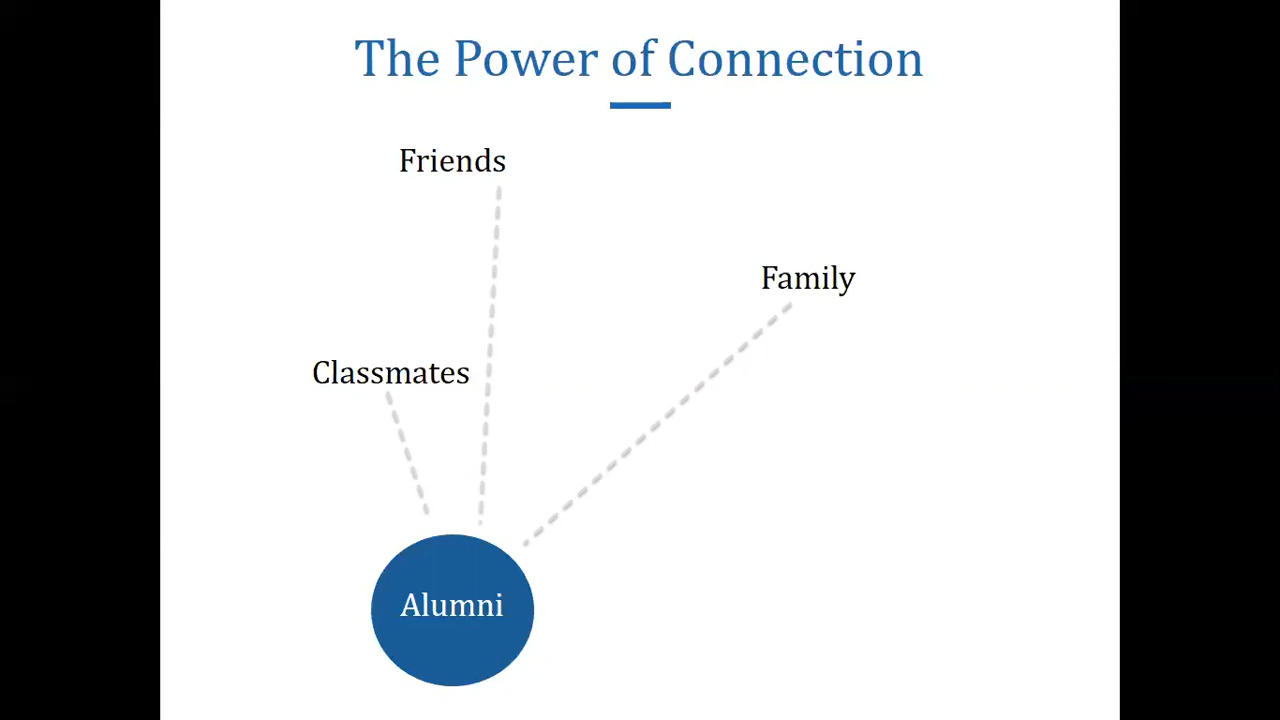 The Power of Connection
Friends
Family
Classmates
Alumni